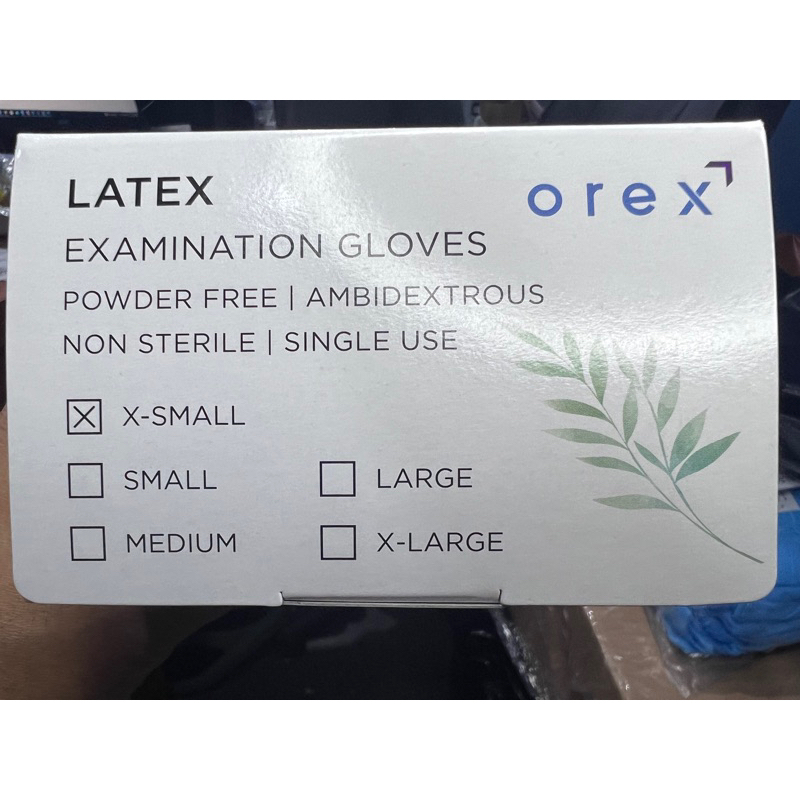 LATEX
orex
EXAMINATION GLOVES
POWDER FREE | AMBIDEXTROUS
NON STERILE | SINGLE USE
X-SMALL
SMALL
LARGE
MEDIUM
X-LARGE